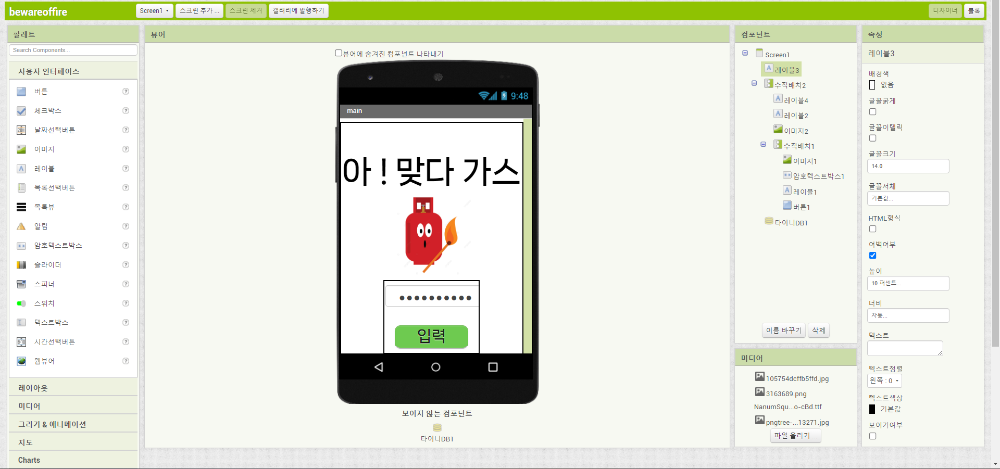 bewareoffire
Screen1
스크린 추가 ...
스크린 제거
갤러리에 발행하기
디자이너
블록
팔레트
Search Components...
사용자 인터페이스
버튼
체크박스
날짜선택버튼
이미지
레이블
목록선택버튼
목록뷰
알림
암호텍스트박스
슬라이더
스피너
스위치
텍스트박스
시간선택버튼
웹뷰어
레이아웃
미디어
그리기 & 애니메이션
지도
Charts
뷰어
뷰어에 숨겨진 컴포넌트 나타내기
9:48
main
아 ! 맞다 가스
입력
보이지 않는 컴포넌트
타이니DB1
컴포넌트
Screen1
레이블3
수직배치2
레이블4
레이블2
이미지2
수직배치1
이미지1
암호텍스트박스1
레이블1
버튼1
타이니DB1
이름 바꾸기
삭제
미디어
105754dcffb5ffd.jpg
3163689.png
NanumSqu...o-cBd.ttf
pngtree-...13271.jpg
파일 올리기 ...
속성
레이블3
배경색
없음
글꼴굵게
글꼴이텔릭
글꼴크기
14.0
글꼴서체
기본값...
HTML형식
여백여부
높이
10 퍼센트...
너비
자동...
텍스트
텍스트정렬
왼쪽 : 0
텍스트색상
기본값
보이기여부